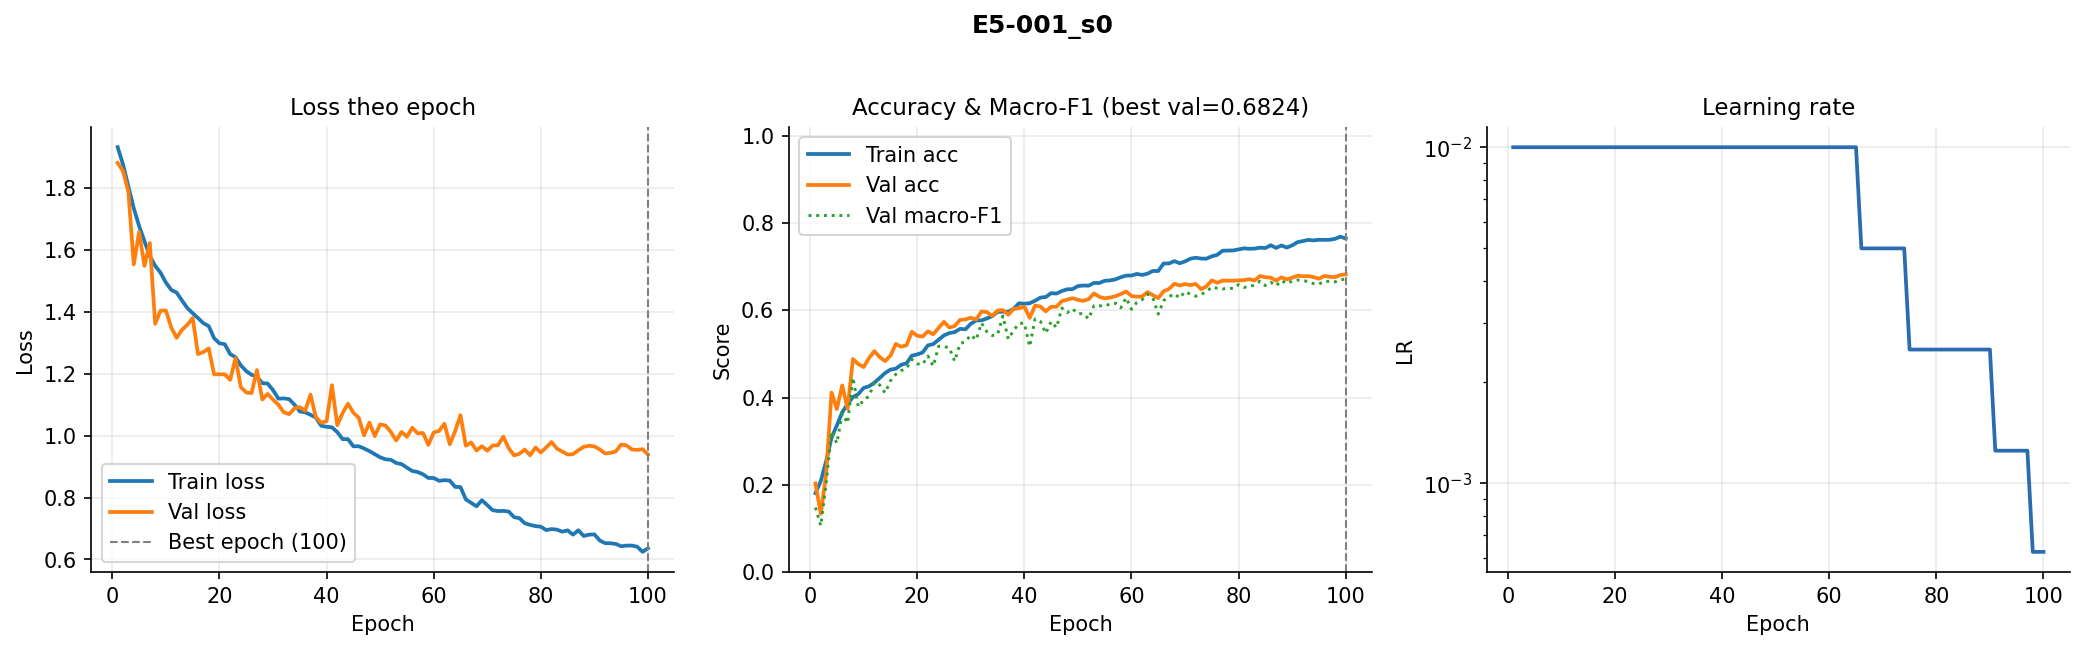 E5-001_s0
Loss theo epoch
Loss
1.8
1.6
1.4
1.2
1.0
0.8
0.6
Train loss
Val loss
Best epoch (100)
0 20 40 60 80 100
Epoch
Accuracy & Macro-F1 (best val=0.6824)
Score
1.0
0.8
0.6
0.4
0.2
0.0
Train acc
Val acc
Val macro-F1
0 20 40 60 80 100
Epoch
Learning rate
LR
10⁻²
10⁻³
0 20 40 60 80 100
Epoch